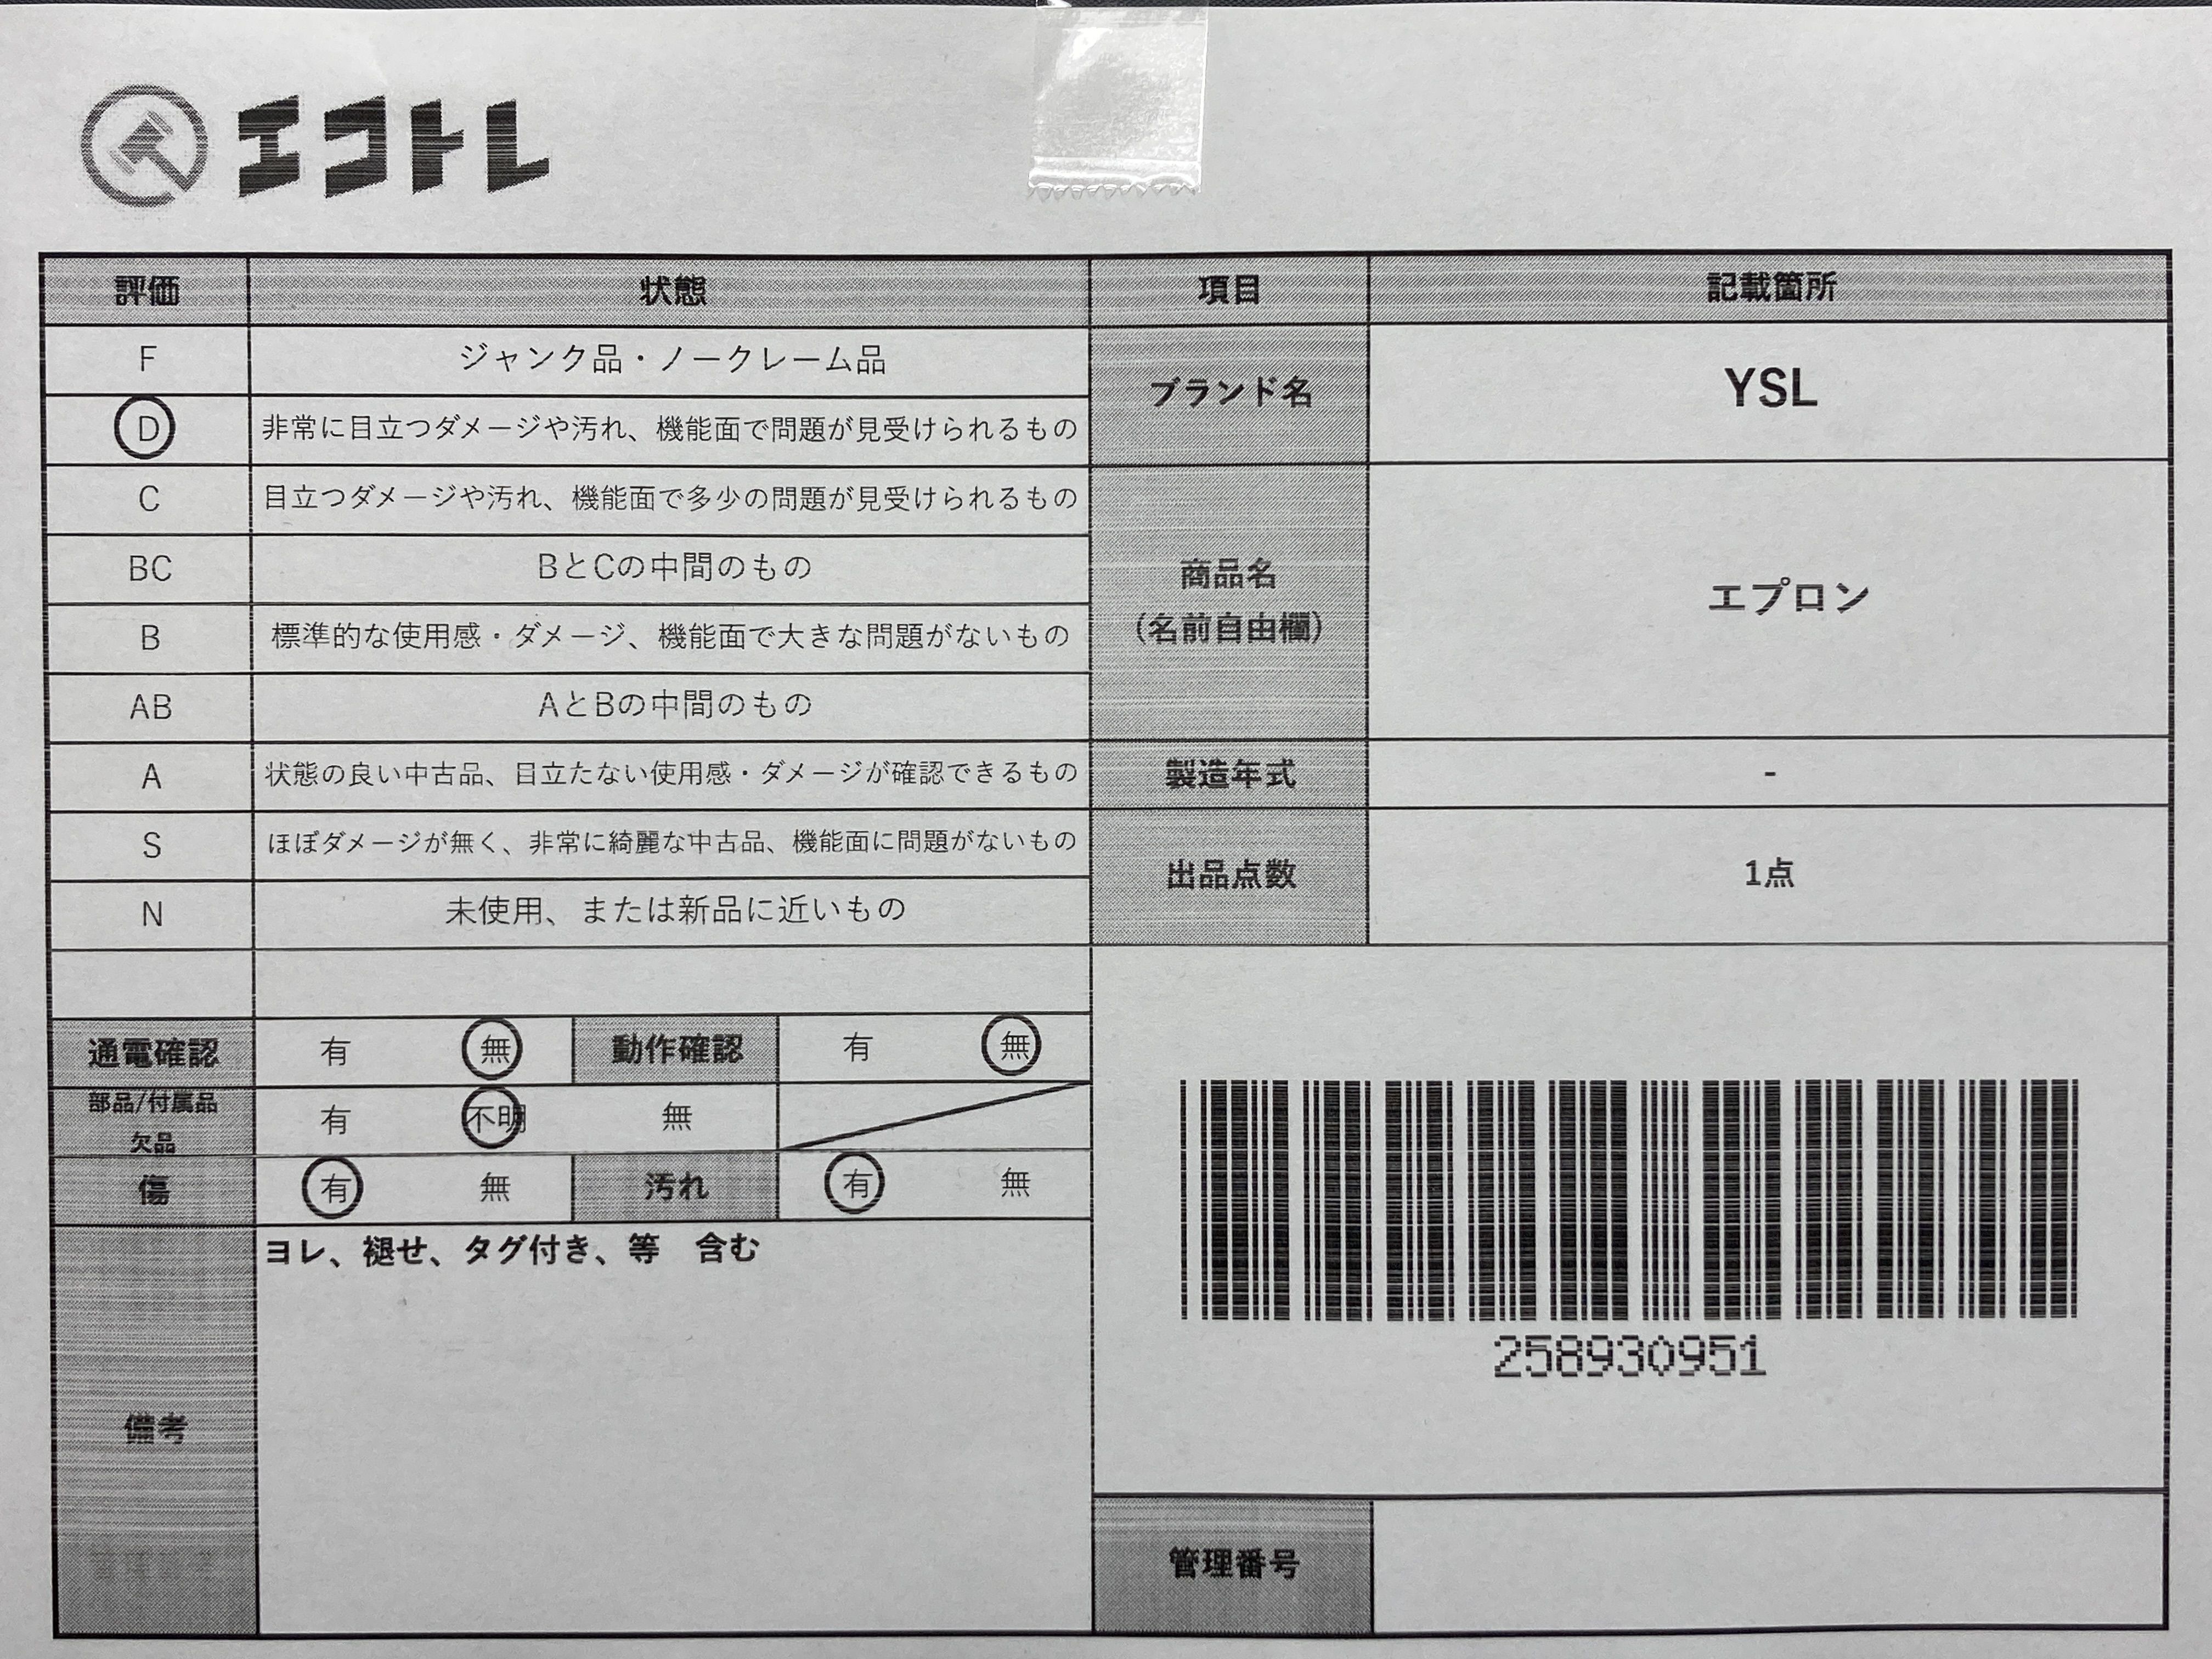 エコトレ
評価 状態 項目 記載箇所
F ジャンク品・ノークレーム品
ブランド名 YSL
D 非常に目立つダメージや汚れ、機能面で問題が見受けられるもの
C 目立つダメージや汚れ、機能面で多少の問題が見受けられるもの
BC BとCの中間のもの
商品名
(名前自由欄)
エプロン
B 標準的な使用感・ダメージ、機能面で大きな問題がないもの
AB AとBの中間のもの
A 状態の良い中古品、目立たない使用感・ダメージが確認できるもの
製造年式 -
S ほぼダメージが無く、非常に綺麗な中古品、機能面に問題がないもの
出品点数 1点
N 未使用、または新品に近いもの
通電確認 有 無 動作確認 有 無
部品/付属品
欠品
有 不明 無
傷 有 無 汚れ 有 無
備考
ヨレ、褪せ、タグ付き、等　含む
258930951
管理番号